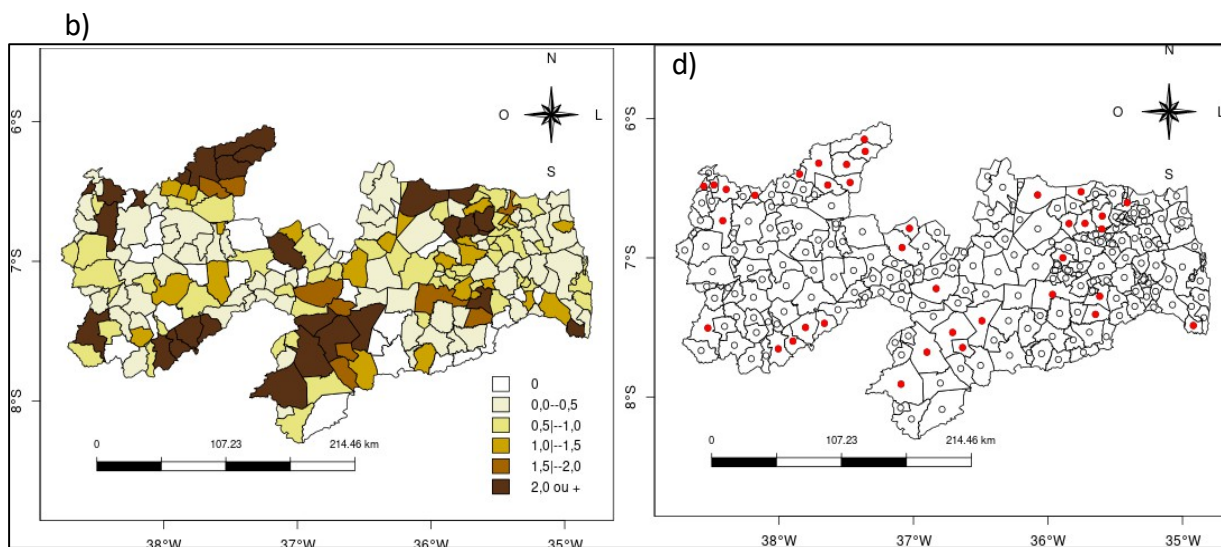 b)
N
O
L
S
6°S
7°S
8°S
0
0,0--0,5
0,5|--1,0
1,0|--1,5
1,5|--2,0
2,0 ou +
0 107.23 214.46 km
38°W 37°W 36°W 35°W
d)
N
O
L
S
6°S
7°S
8°S
0 107.23 214.46 km
38°W 37°W 36°W 35°W